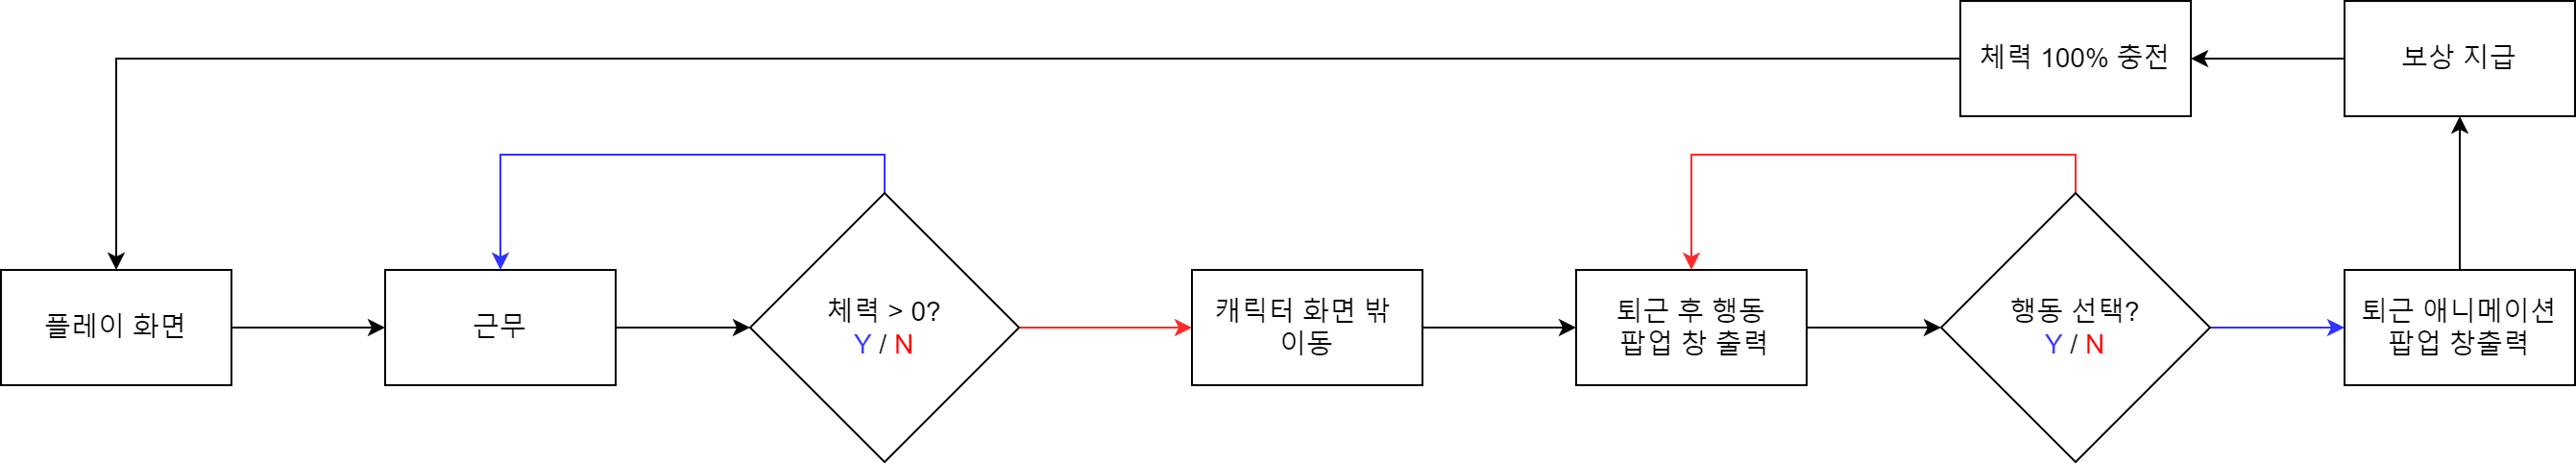 체력 100% 충전
보상 지급
플레이 화면
근무
체력 > 0?
Y / N
캐릭터 화면 밖
이동
퇴근 후 행동
팝업 창 출력
행동 선택?
Y / N
퇴근 애니메이션
팝업 창출력